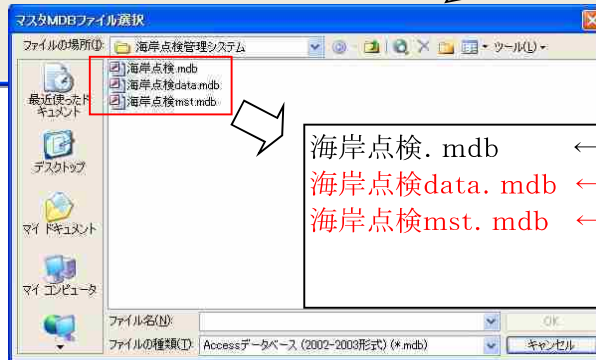 マスタMDBファイル選択
ファイルの場所(I): 海岸点検管理システム ツール(L)
海岸点検.mdb
海岸点検data.mdb
海岸点検mst.mdb
最近使ったドキュメント
デスクトップ
マイ ドキュメント
マイ コンピュータ
海岸点検. mdb ←
海岸点検data. mdb ←
海岸点検mst. mdb ←
ファイル名(N): OK
ファイルの種類(T): Accessデータベース (2002-2003形式) (*.mdb) キャンセル